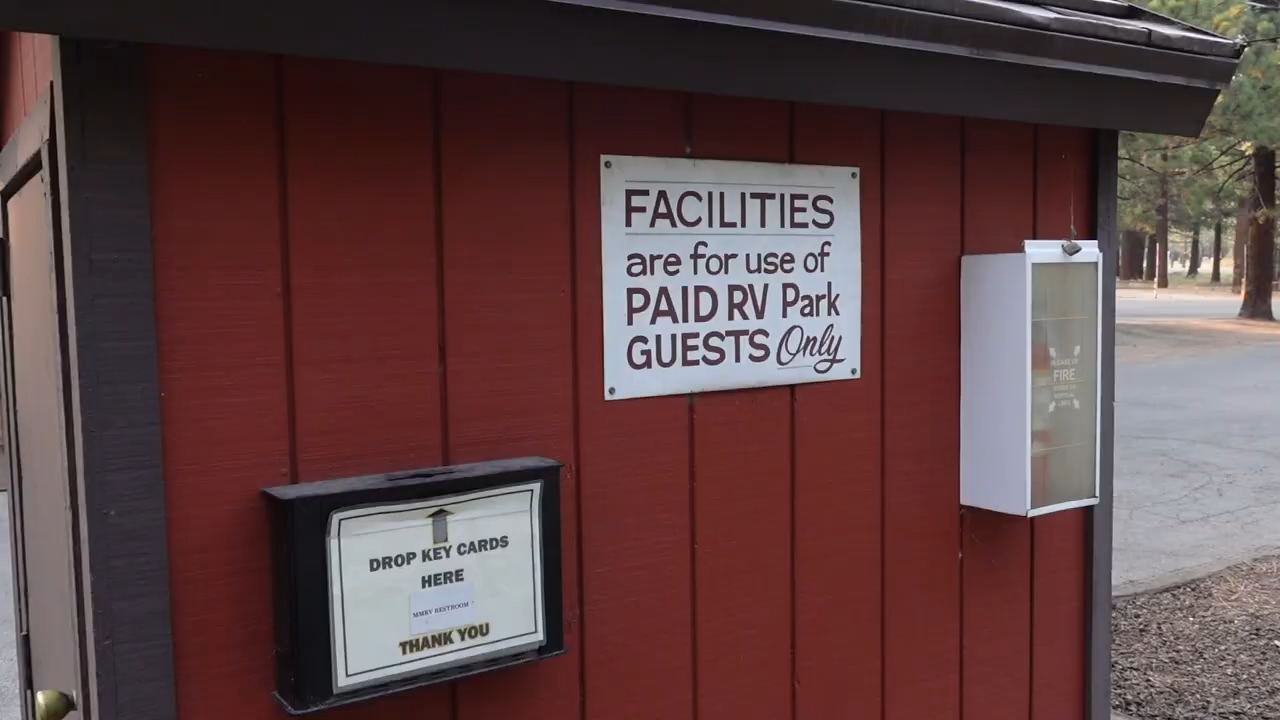 FACILITIES
are for use of
PAID RV Park
GUESTS Only
DROP KEY CARDS
HERE
MMRV RESTROOM
THANK YOU
FIRE